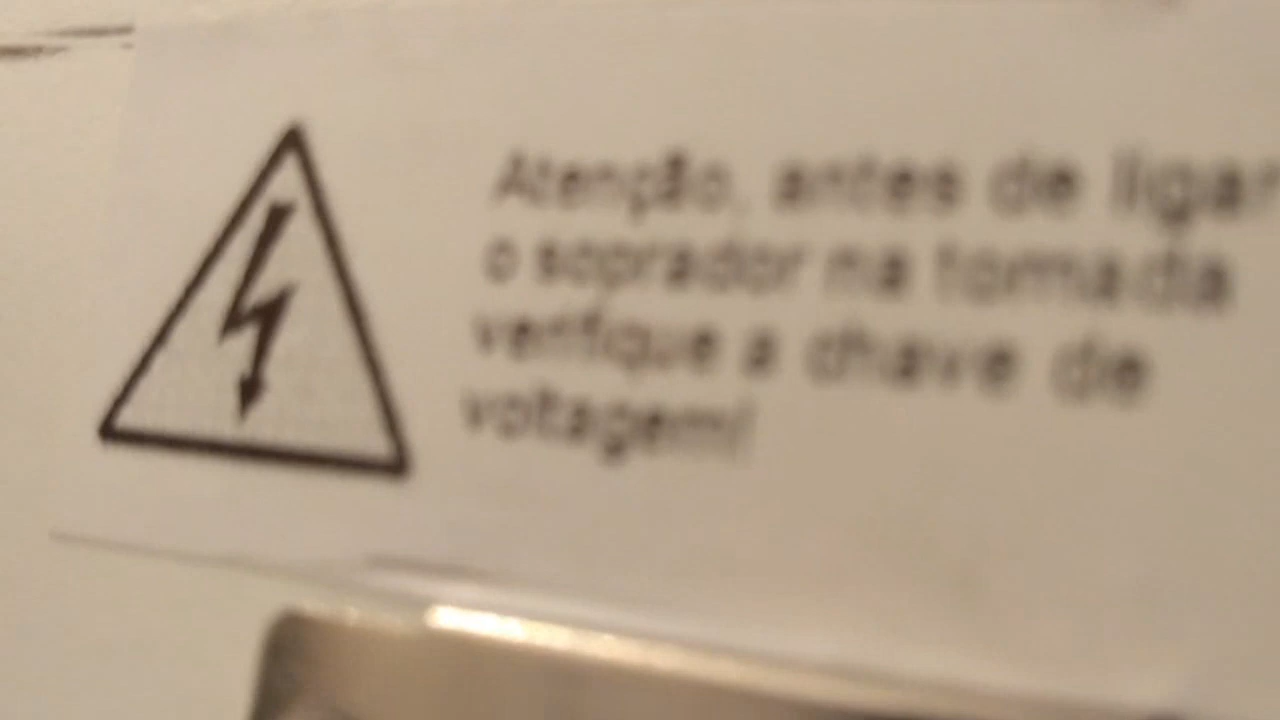 Atenção, antes de ligar
o soprador na tomada
verifique a chave de
voltagem!